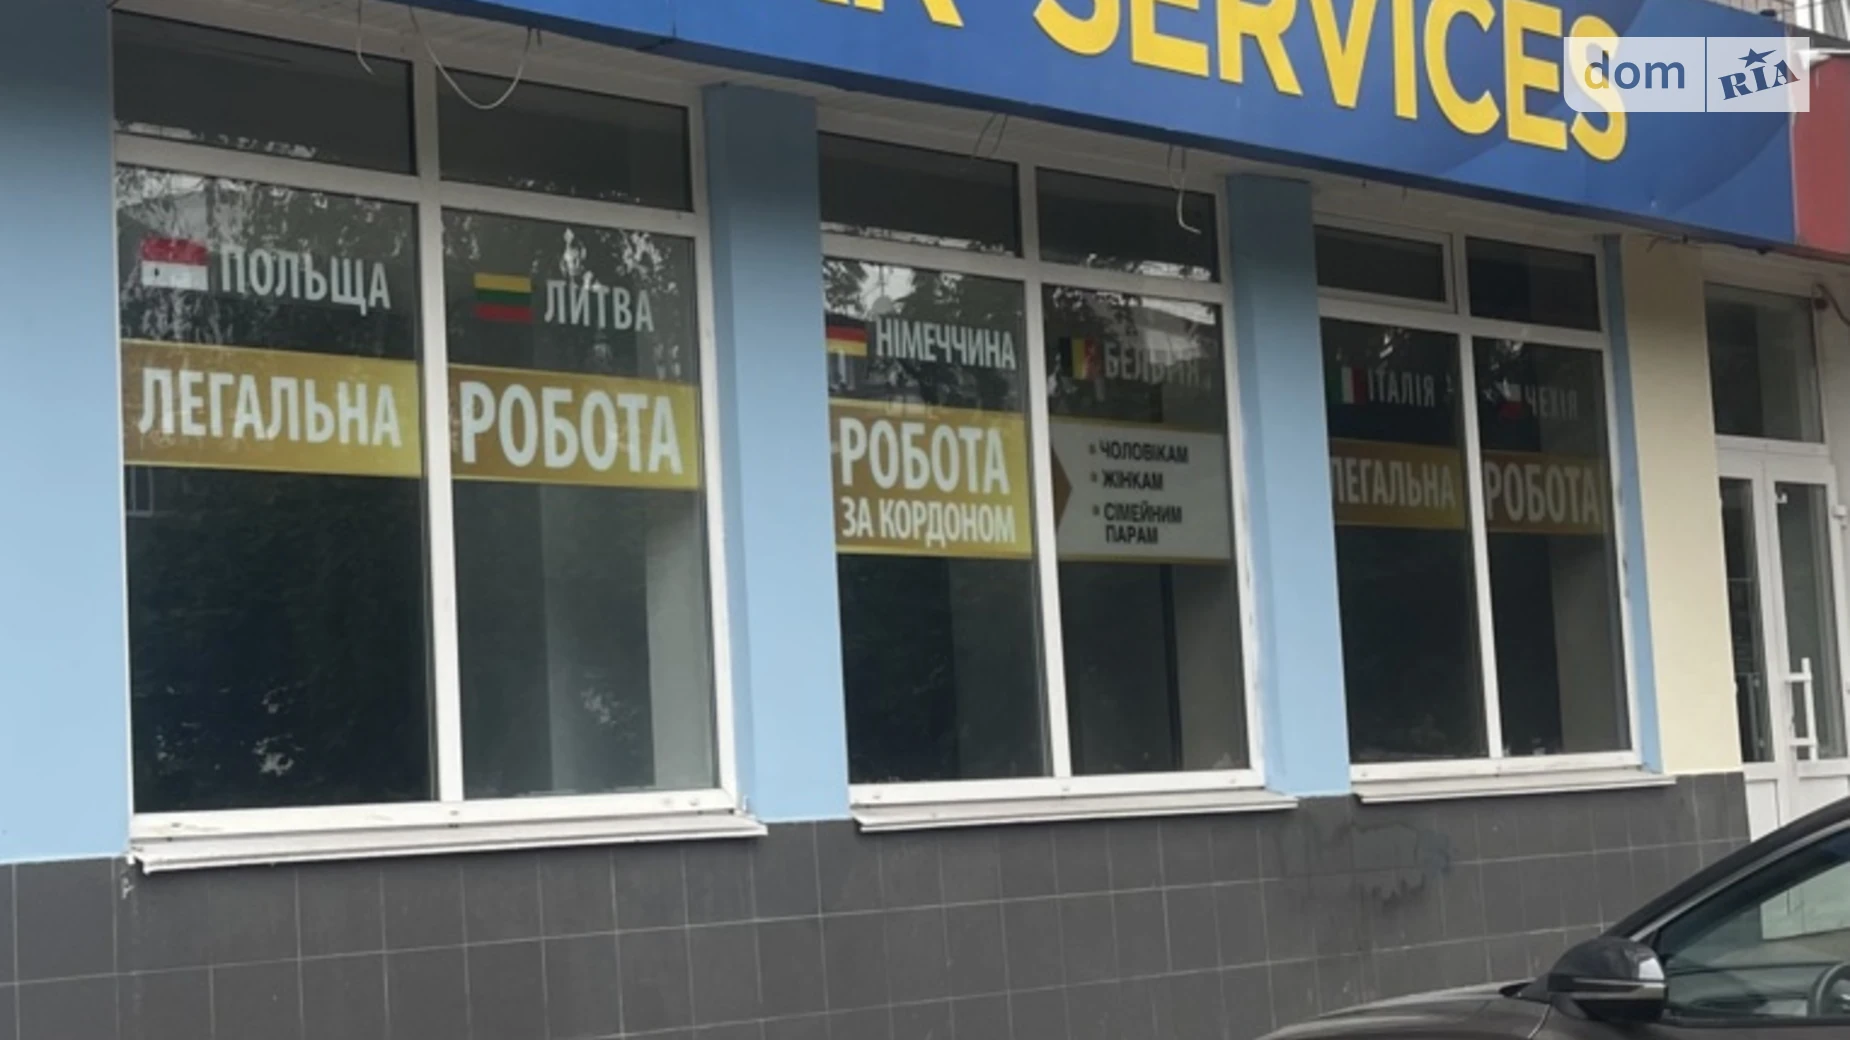 SERVICES
dom RIA
ПОЛЬЩА
ЛИТВА
НІМЕЧЧИНА
БЕЛЬГІЯ
ІТАЛІЯ
ЧЕХІЯ
ЛЕГАЛЬНА
РОБОТА
РОБОТА
ЗА КОРДОНОМ
• ЧОЛОВІКАМ
• ЖІНКАМ
• СІМЕЙНИМ
ПАРАМ
ЛЕГАЛЬНА
РОБОТА